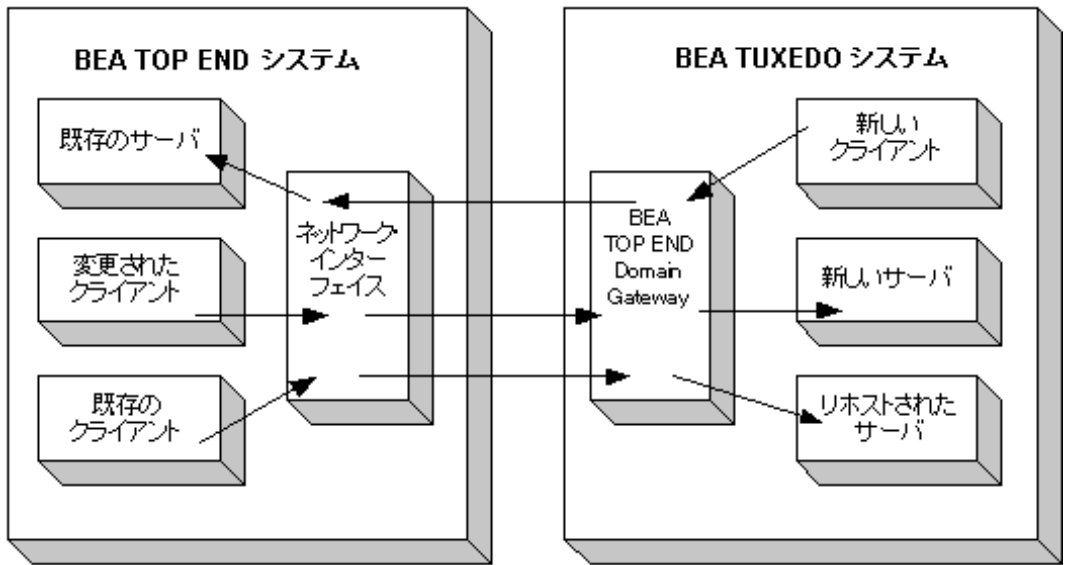 BEA TOP END システム
既存のサーバ
変更された
クライアント
既存の
クライアント
ネットワーク・
インター
フェイス
BEA TUXEDO システム
BEA
TOP END
Domain
Gateway
新しい
クライアント
新しいサーバ
リホストされた
サーバ